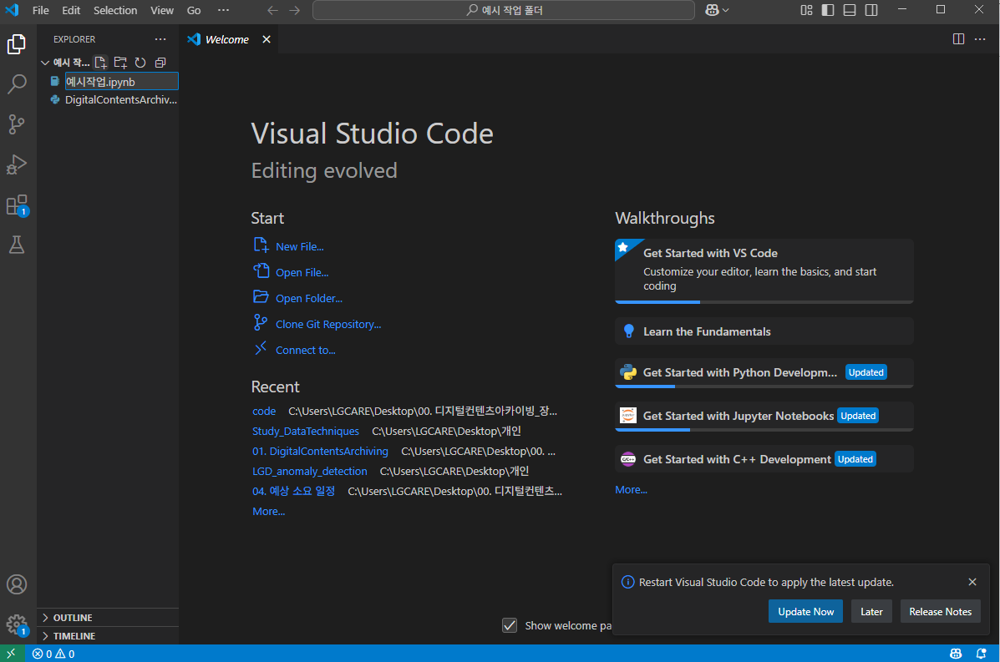 File Edit Selection View Go ···
예시 작업 폴더
EXPLORER ···
Welcome
예시 작...
예시작업.ipynb
DigitalContentsArchiv...
Visual Studio Code
Editing evolved
Start
New File...
Open File...
Open Folder...
Clone Git Repository...
Connect to...
Recent
code C:\Users\LGCARE\Desktop\00. 디지털컨텐츠아카이빙_장...
Study_DataTechniques C:\Users\LGCARE\Desktop\개인
01. DigitalContentsArchiving C:\Users\LGCARE\Desktop\00. ...
LGD_anomaly_detection C:\Users\LGCARE\Desktop\개인
04. 예상 소요 일정 C:\Users\LGCARE\Desktop\00. 디지털컨텐츠...
More...
Walkthroughs
Get Started with VS Code
Customize your editor, learn the basics, and start
coding
Learn the Fundamentals
Get Started with Python Developm... Updated
Get Started with Jupyter Notebooks Updated
C/C++ Get Started with C++ Development Updated
More...
Restart Visual Studio Code to apply the latest update.
Update Now Later Release Notes
Show welcome pa
1
1
OUTLINE
TIMELINE
0 0